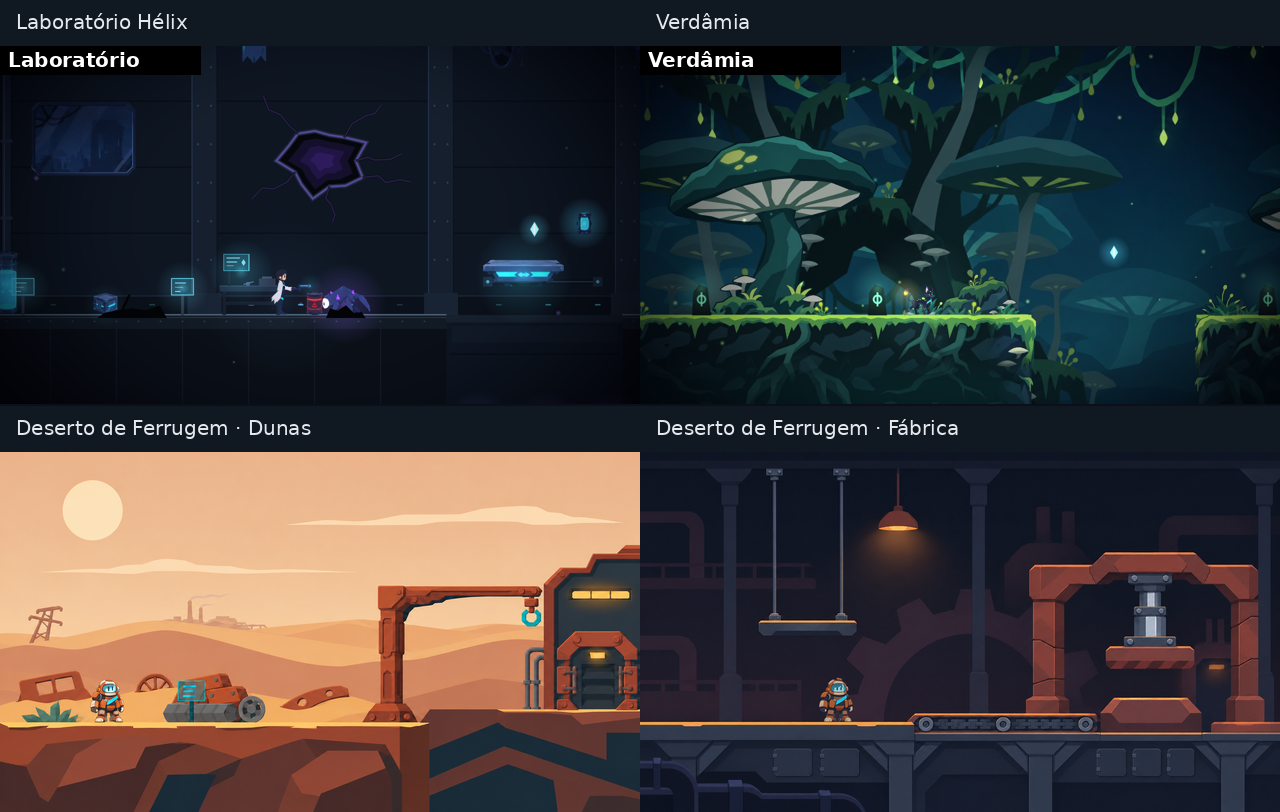 Laboratório Hélix
Verdâmia
Laboratório
Verdâmia
Deserto de Ferrugem · Dunas
Deserto de Ferrugem · Fábrica